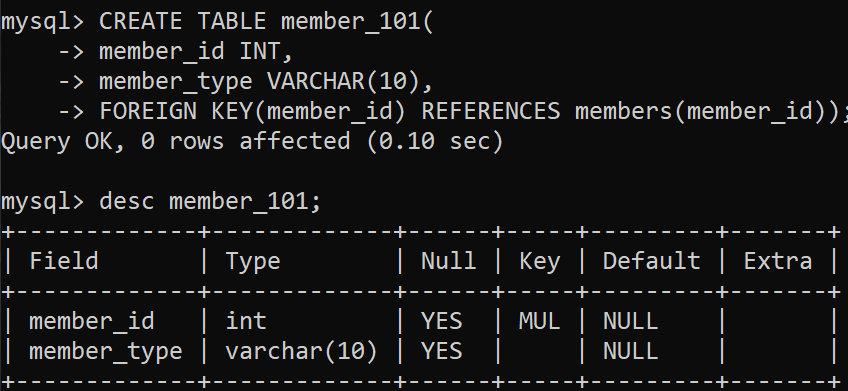 mysql> CREATE TABLE member_101(
    -> member_id INT,
    -> member_type VARCHAR(10),
    -> FOREIGN KEY(member_id) REFERENCES members(member_id));
Query OK, 0 rows affected (0.10 sec)

mysql> desc member_101;
+-------------+-------------+------+-----+---------+-------+
| Field       | Type        | Null | Key | Default | Extra |
+-------------+-------------+------+-----+---------+-------+
| member_id   | int         | YES  | MUL | NULL    |       |
| member_type | varchar(10) | YES  |     | NULL    |       |
+-------------+-------------+------+-----+---------+-------+